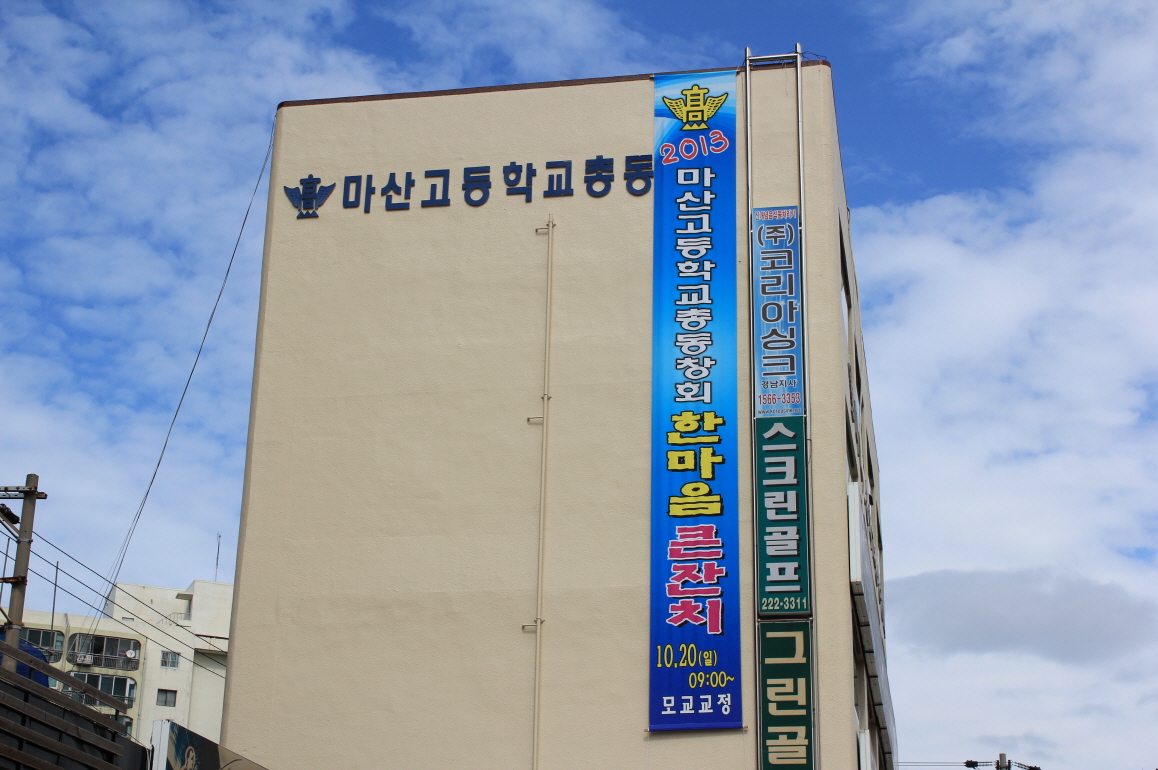 마산고등학교총동
高
2013
마산고등학교총동창회
한마음
큰잔치
10.20(일)
09:00~
모교교정
(주)코리아싱크
경남지사
1566-3363
스크린골프
222-3311
그린골